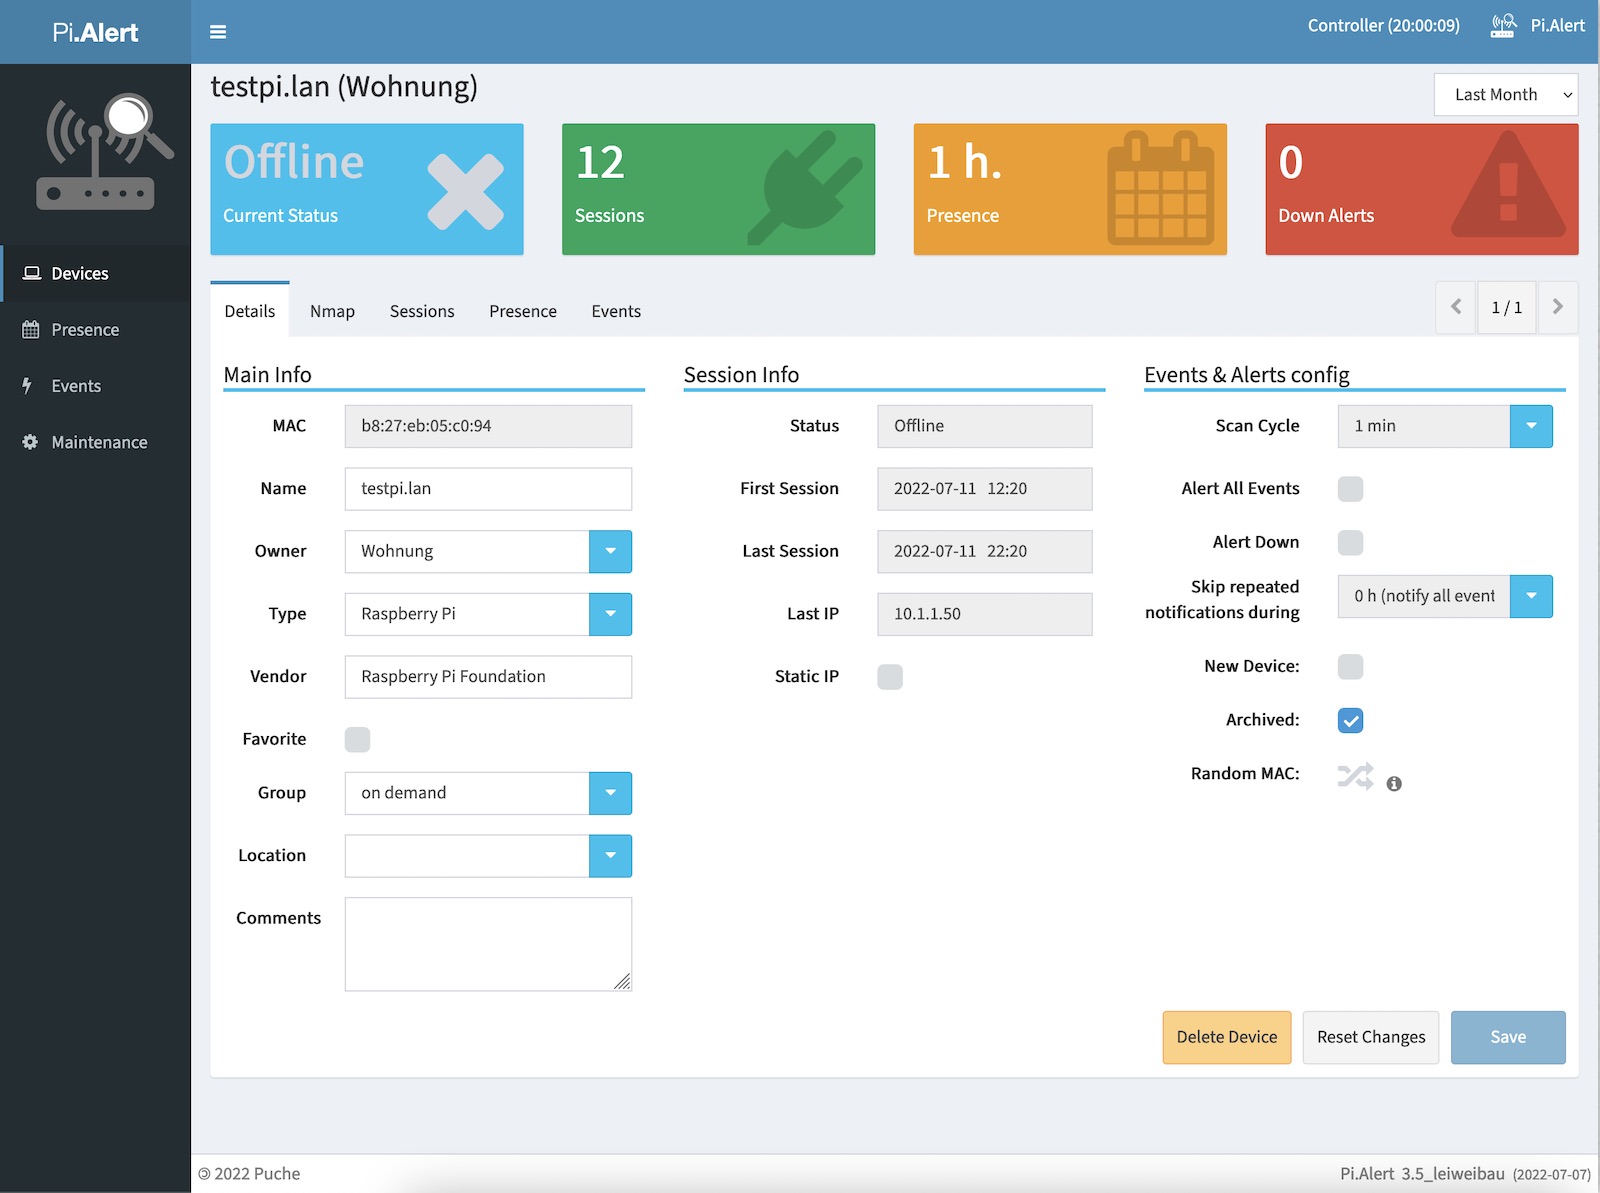 Pi.Alert
Controller (20:00:09)
Pi.Alert
testpi.lan (Wohnung)
Last Month
Offline
Current Status
12
Sessions
1 h.
Presence
0
Down Alerts
Devices
Presence
Events
Maintenance
Details
Nmap
Sessions
Presence
Events
1 / 1
Main Info
MAC
b8:27:eb:05:c0:94
Name
testpi.lan
Owner
Wohnung
Type
Raspberry Pi
Vendor
Raspberry Pi Foundation
Favorite
Group
on demand
Location
Comments
Session Info
Status
Offline
First Session
2022-07-11 12:20
Last Session
2022-07-11 22:20
Last IP
10.1.1.50
Static IP
Events & Alerts config
Scan Cycle
1 min
Alert All Events
Alert Down
Skip repeated
notifications during
0 h (notify all event
New Device:
Archived:
Random MAC:
Delete Device
Reset Changes
Save
© 2022 Puche
Pi.Alert 3.5_leiweibau (2022-07-07)